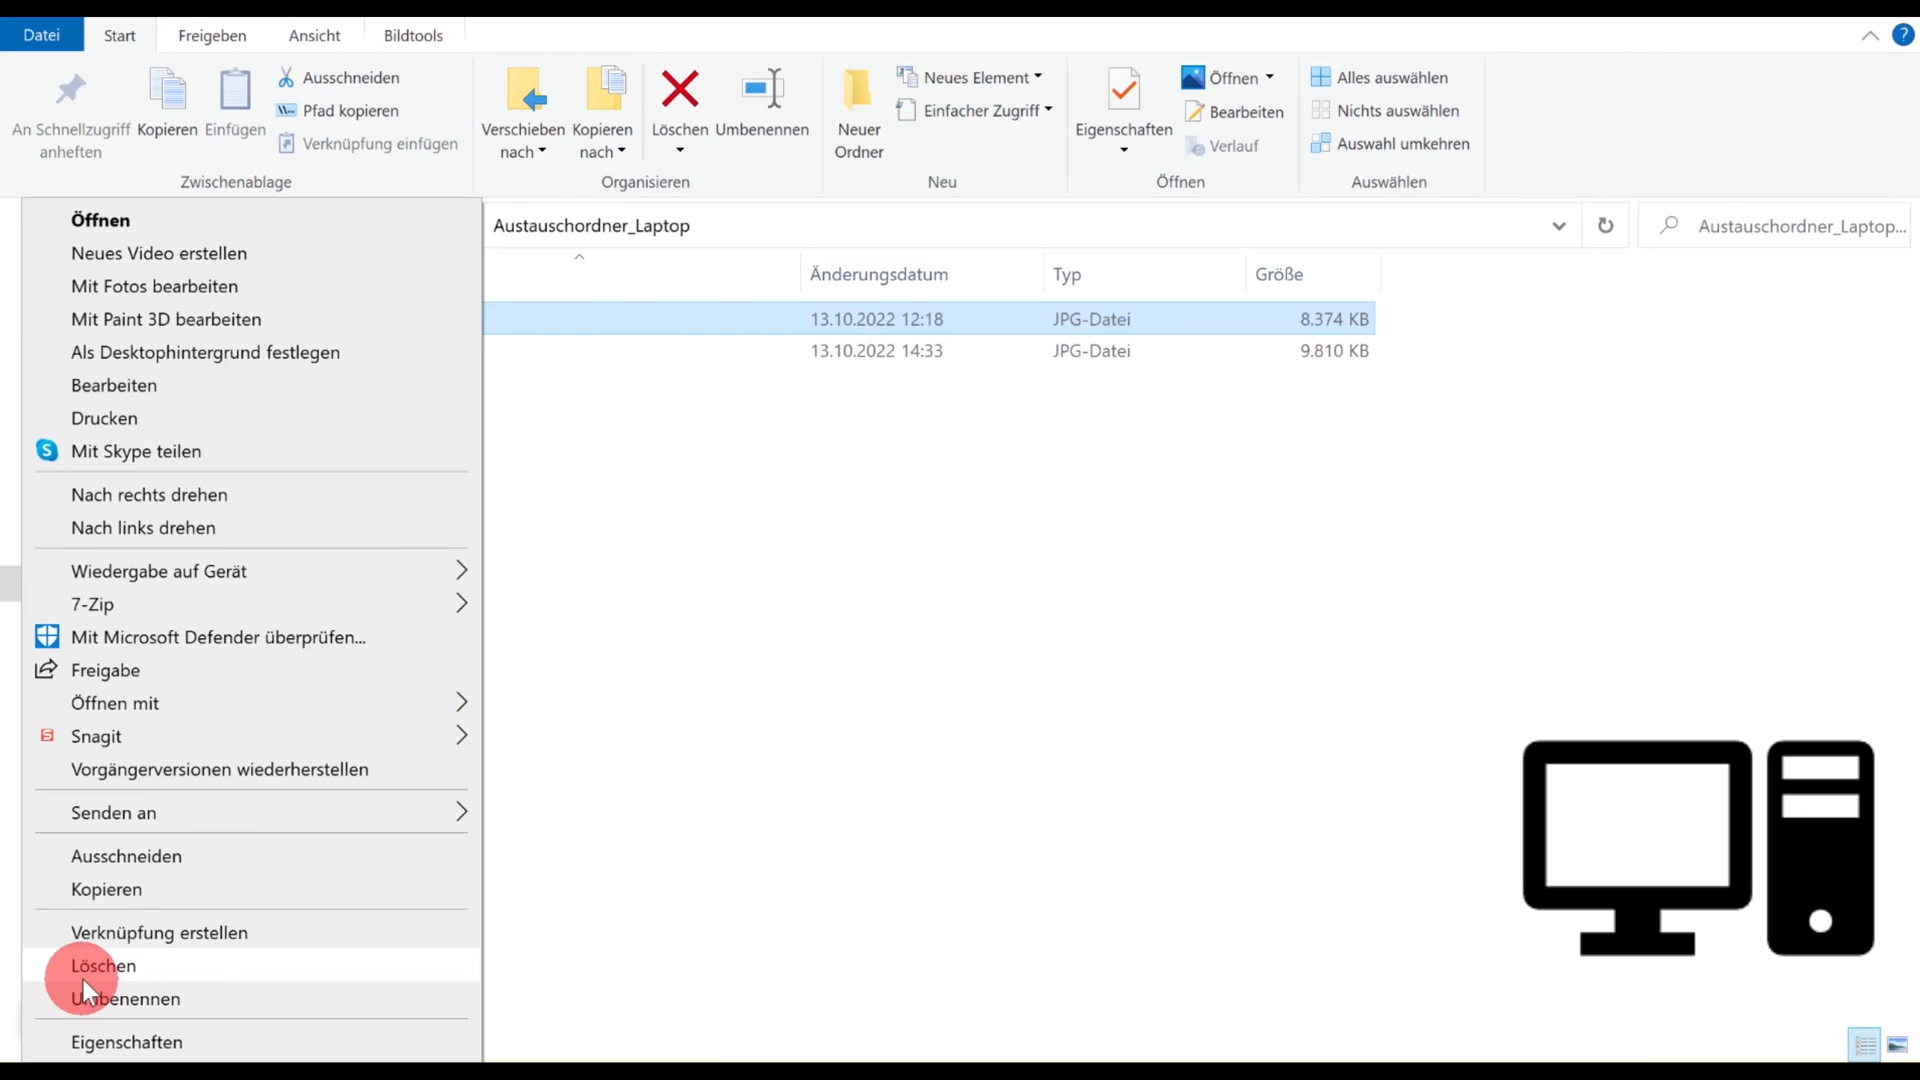 Datei
Start
Freigeben
Ansicht
Bildtools
?
An Schnellzugriff
anheften
Kopieren
Einfügen
Ausschneiden
Pfad kopieren
Verknüpfung einfügen
Zwischenablage
Verschieben
nach
Kopieren
nach
Löschen
Umbenennen
Organisieren
Neuer
Ordner
Neues Element
Einfacher Zugriff
Neu
Eigenschaften
Öffnen
Bearbeiten
Verlauf
Öffnen
Alles auswählen
Nichts auswählen
Auswahl umkehren
Auswählen
Austauschordner_Laptop
Austauschordner_Laptop...
Änderungsdatum
Typ
Größe
13.10.2022 12:18
JPG-Datei
8.374 KB
13.10.2022 14:33
JPG-Datei
9.810 KB
Öffnen
Neues Video erstellen
Mit Fotos bearbeiten
Mit Paint 3D bearbeiten
Als Desktophintergrund festlegen
Bearbeiten
Drucken
S
Mit Skype teilen
Nach rechts drehen
Nach links drehen
Wiedergabe auf Gerät
7-Zip
Mit Microsoft Defender überprüfen...
Freigabe
Öffnen mit
S
Snagit
Vorgängerversionen wiederherstellen
Senden an
Ausschneiden
Kopieren
Verknüpfung erstellen
Löschen
Umbenennen
Eigenschaften